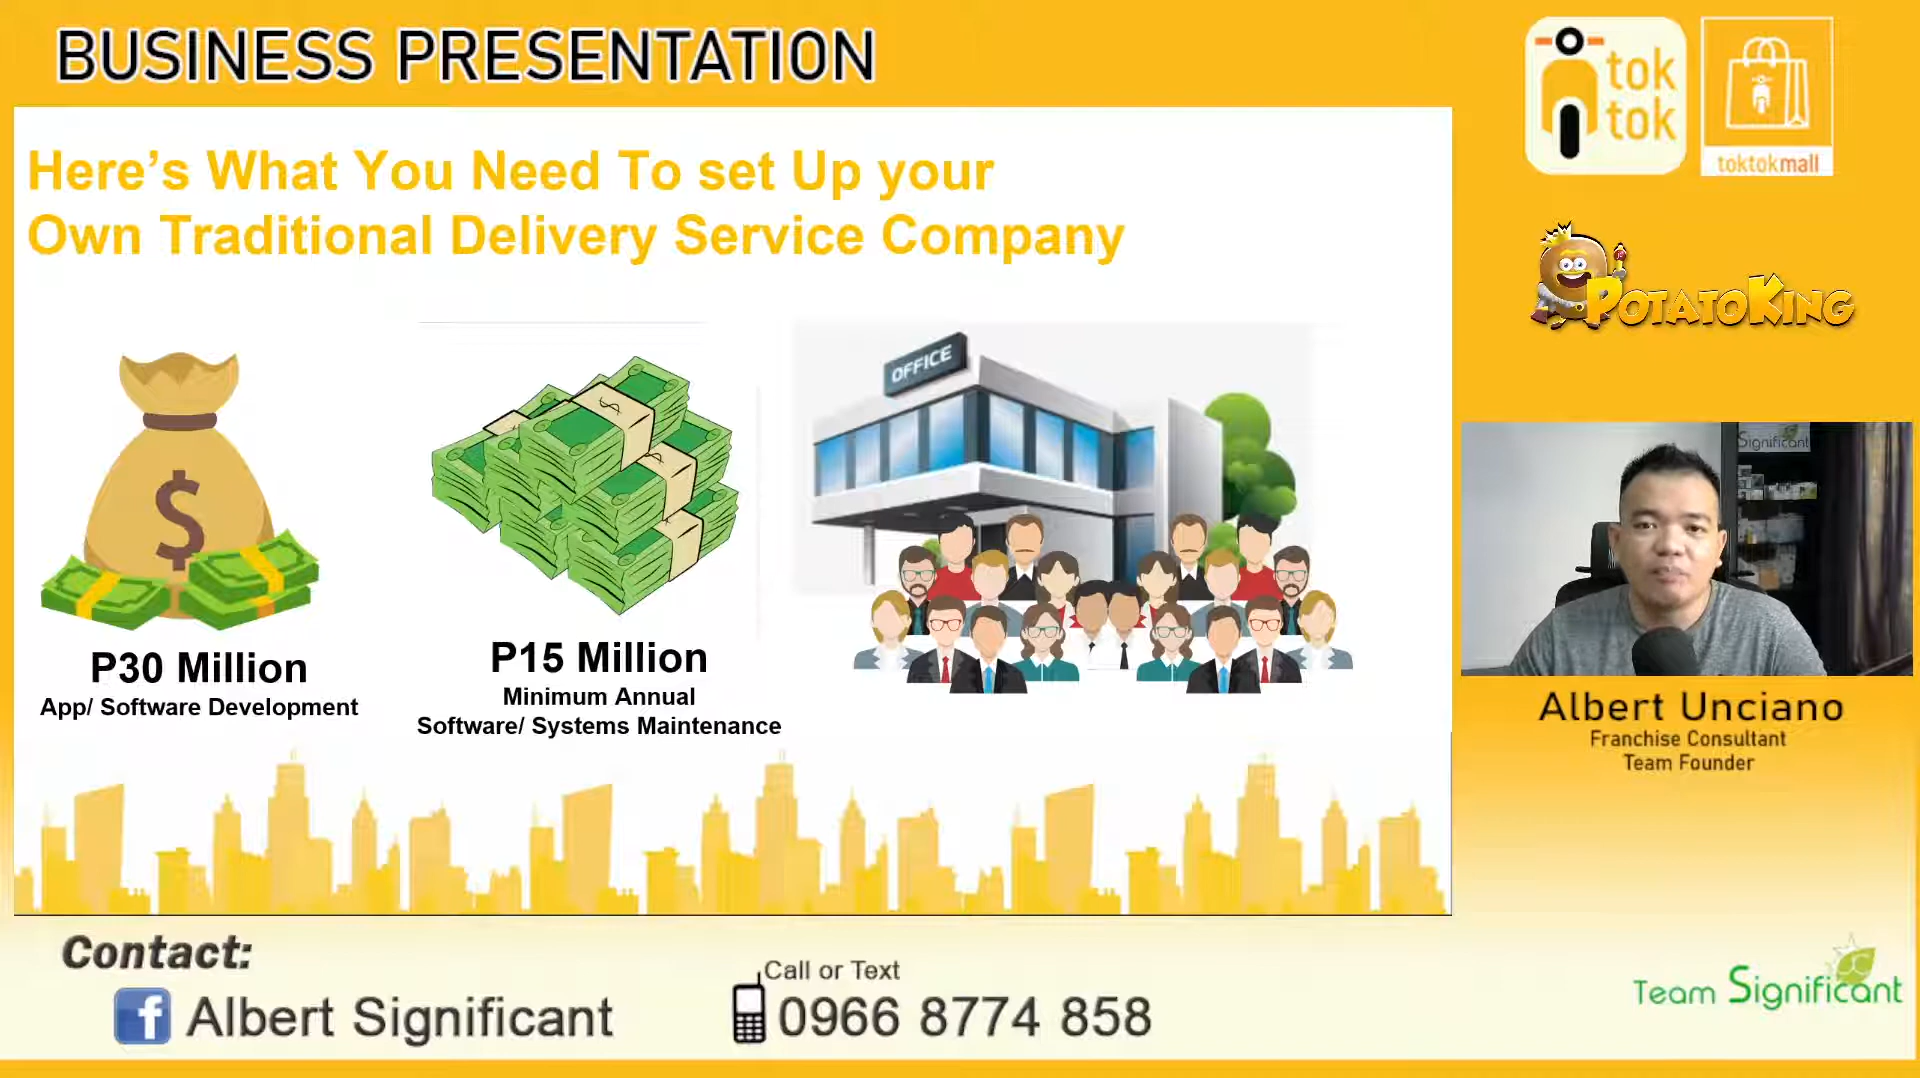 BUSINESS PRESENTATION
tok
tok
toktokmall
Here’s What You Need To set Up your
Own Traditional Delivery Service Company
POTATOKING
OFFICE
$
P30 Million
App/ Software Development
P15 Million
Minimum Annual
Software/ Systems Maintenance
Significant
Albert Unciano
Franchise Consultant
Team Founder
Contact:
f Albert Significant
Call or Text
0966 8774 858
Team Significant